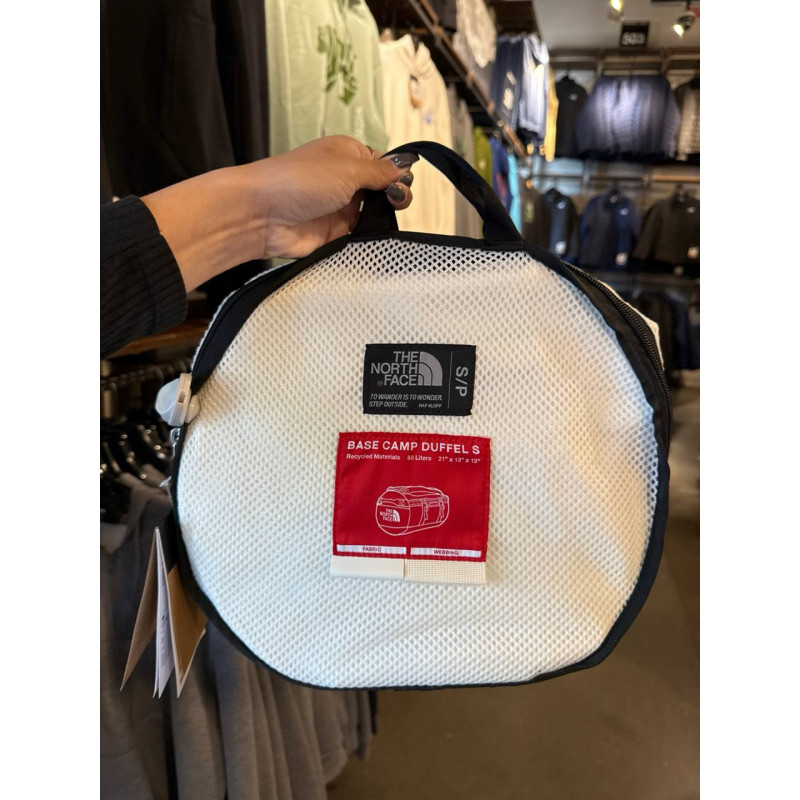 THE
NORTH
FACE
S/P
TO WANDER IS TO WONDER.
STEP OUTSIDE.
BASE CAMP DUFFEL S
Recycled Materials 50 Liters 21" x 13" x 13"
THE
NORTH
FACE
FABRIC WEBBING